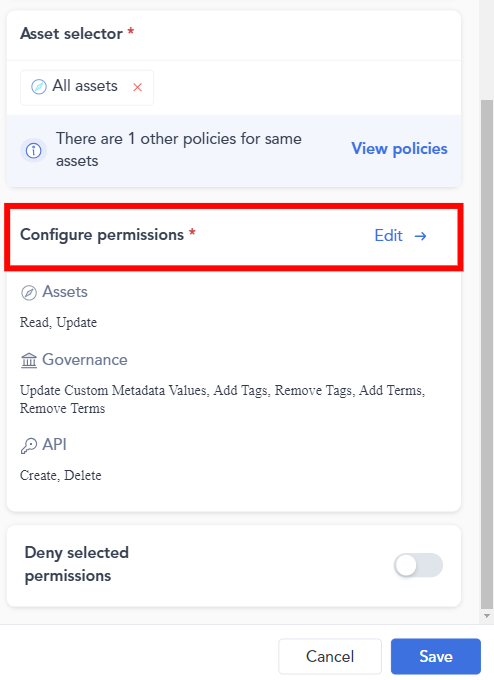 Asset selector *
All assets ×
There are 1 other policies for same
assets
View policies
Configure permissions *
Edit →
Assets
Read, Update
Governance
Update Custom Metadata Values, Add Tags, Remove Tags, Add Terms,
Remove Terms
API
Create, Delete
Deny selected
permissions
Cancel
Save